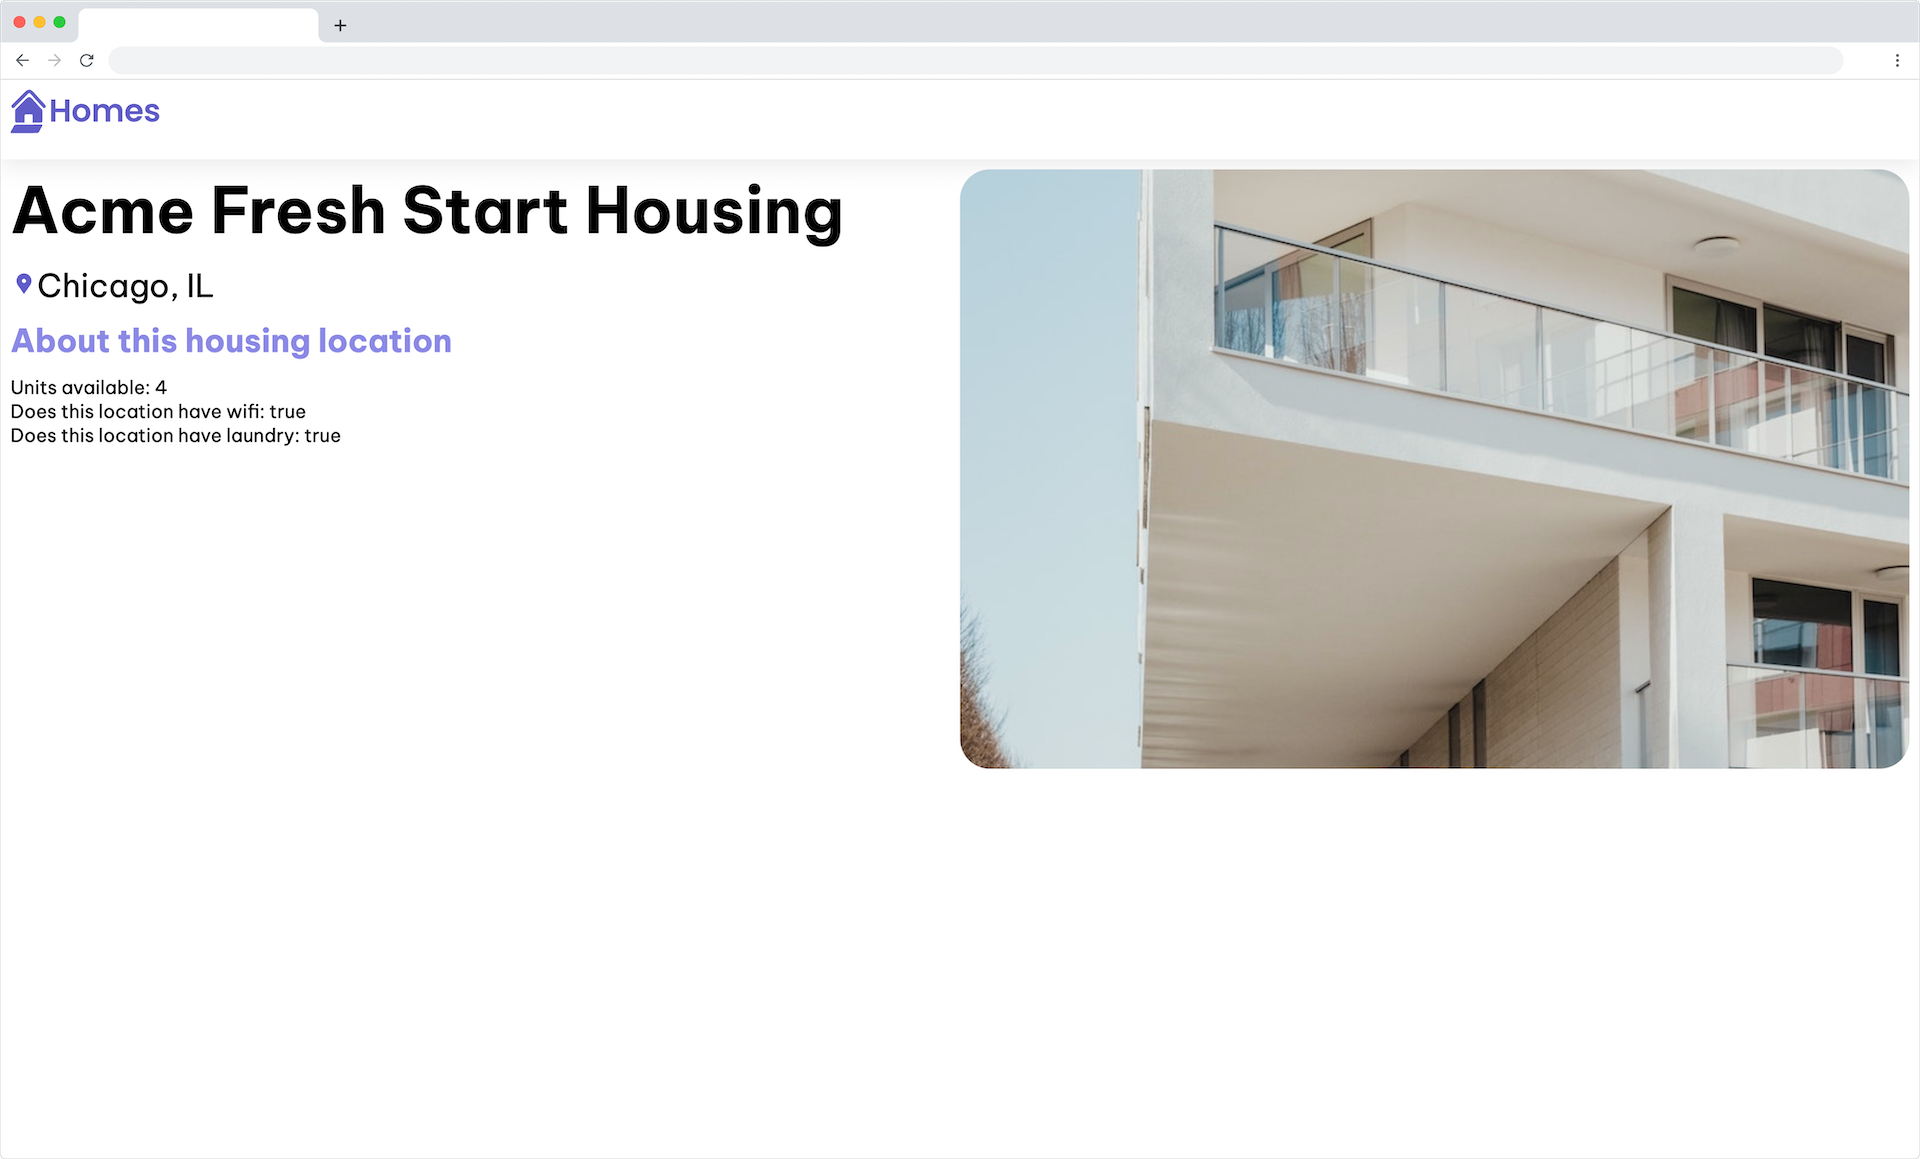 Homes
Acme Fresh Start Housing
Chicago, IL
About this housing location
Units available: 4
Does this location have wifi: true
Does this location have laundry: true